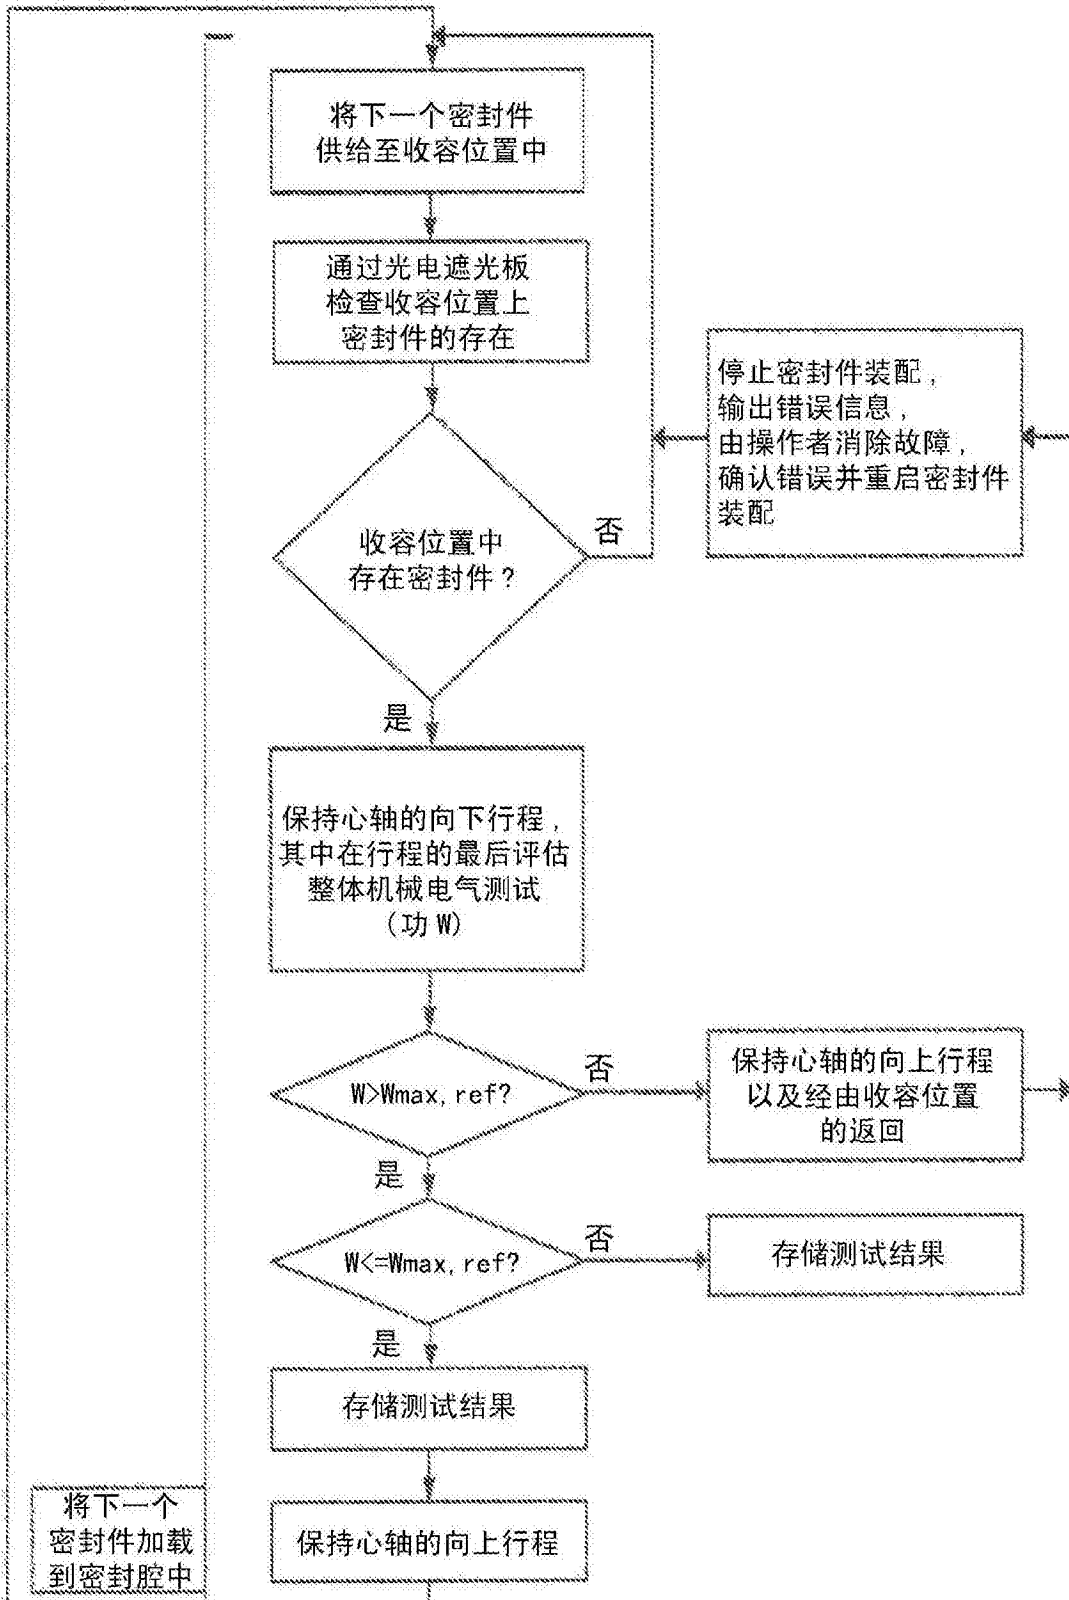 将下一个密封件
供给至收容位置中
通过光电遮光板
检查收容位置上
密封件的存在
停止密封件装配,
输出错误信息,
由操作者消除故障,
确认错误并重启密封件
装配
收容位置中
存在密封件?
否
是
保持心轴的向下行程,
其中在行程的最后评估
整体机械电气测试
(功 W)
W>Wmax,ref?
否
保持心轴的向上行程
以及经由收容位置
的返回
是
W<=Wmax,ref?
否
存储测试结果
是
存储测试结果
将下一个
密封件加载
到密封腔中
保持心轴的向上行程